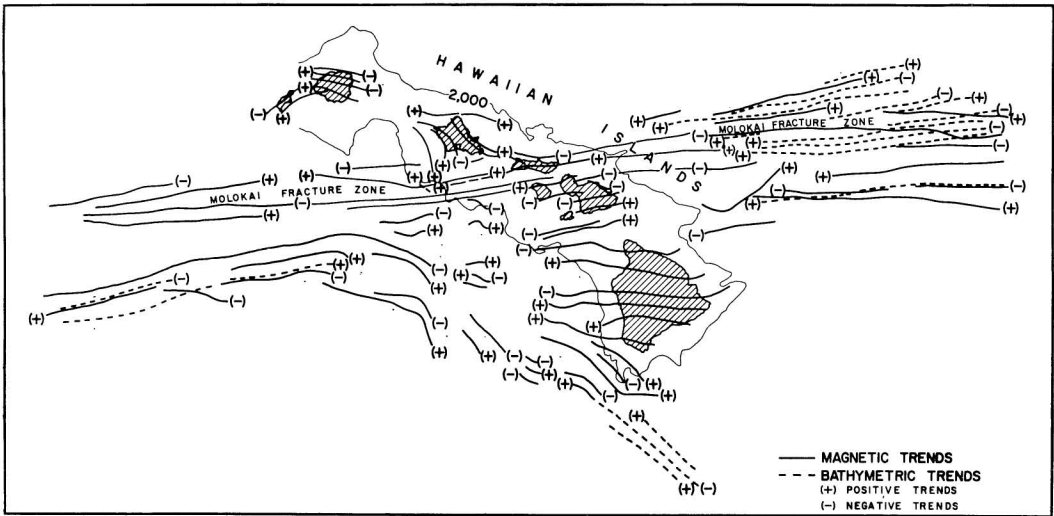 HAWAIIAN
2,000
ISLANDS
MOLOKAI FRACTURE ZONE
MOLOKAI FRACTURE ZONE
MAGNETIC TRENDS
BATHYMETRIC TRENDS
(+) POSITIVE TRENDS
(-) NEGATIVE TRENDS